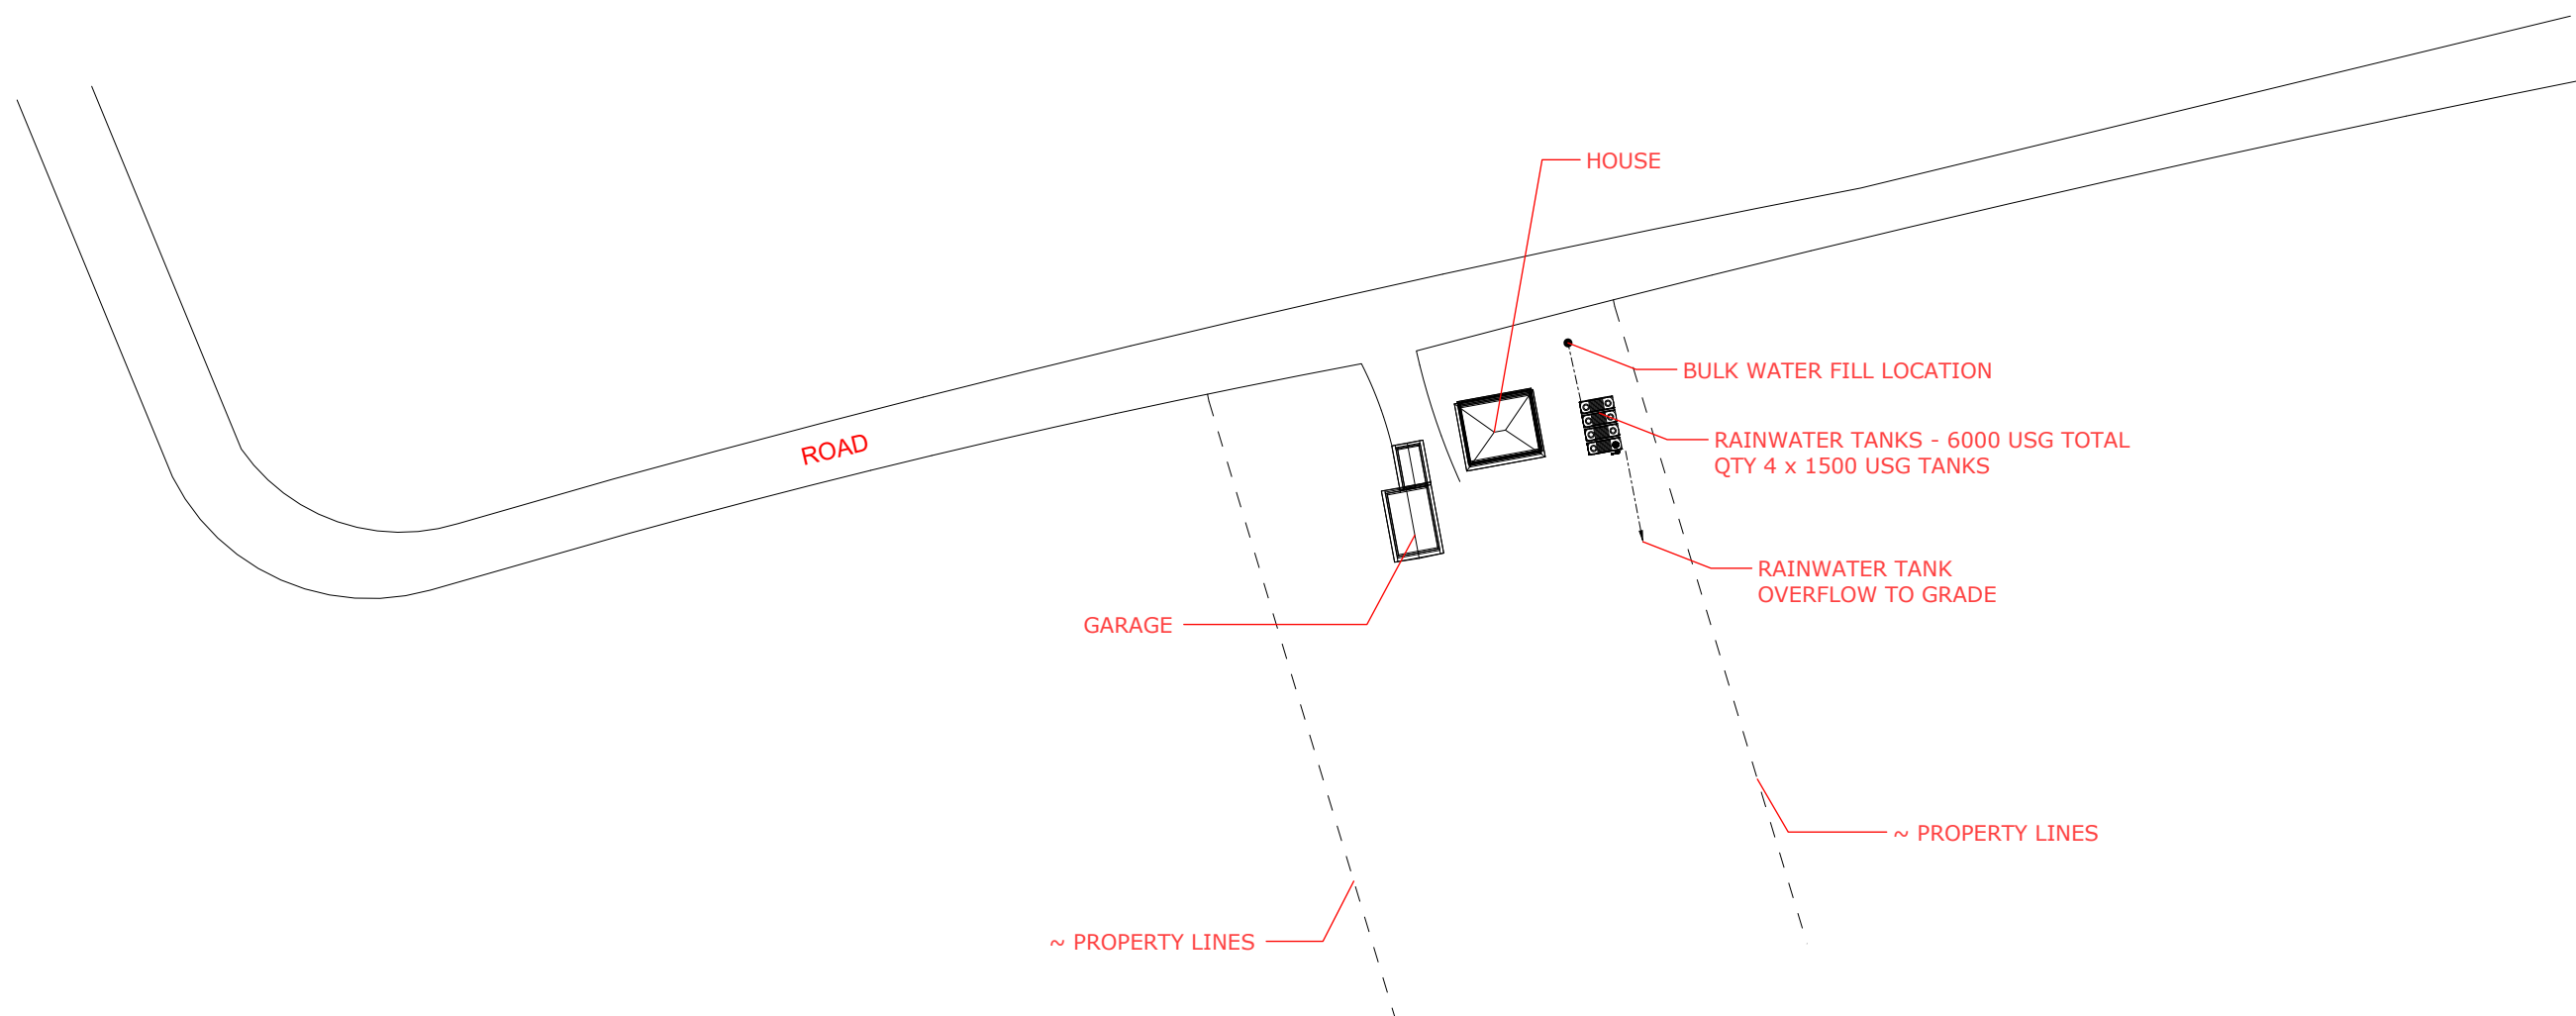 HOUSE
BULK WATER FILL LOCATION
ROAD
RAINWATER TANKS - 6000 USG TOTAL
QTY 4 x 1500 USG TANKS
RAINWATER TANK
OVERFLOW TO GRADE
GARAGE
~ PROPERTY LINES
~ PROPERTY LINES